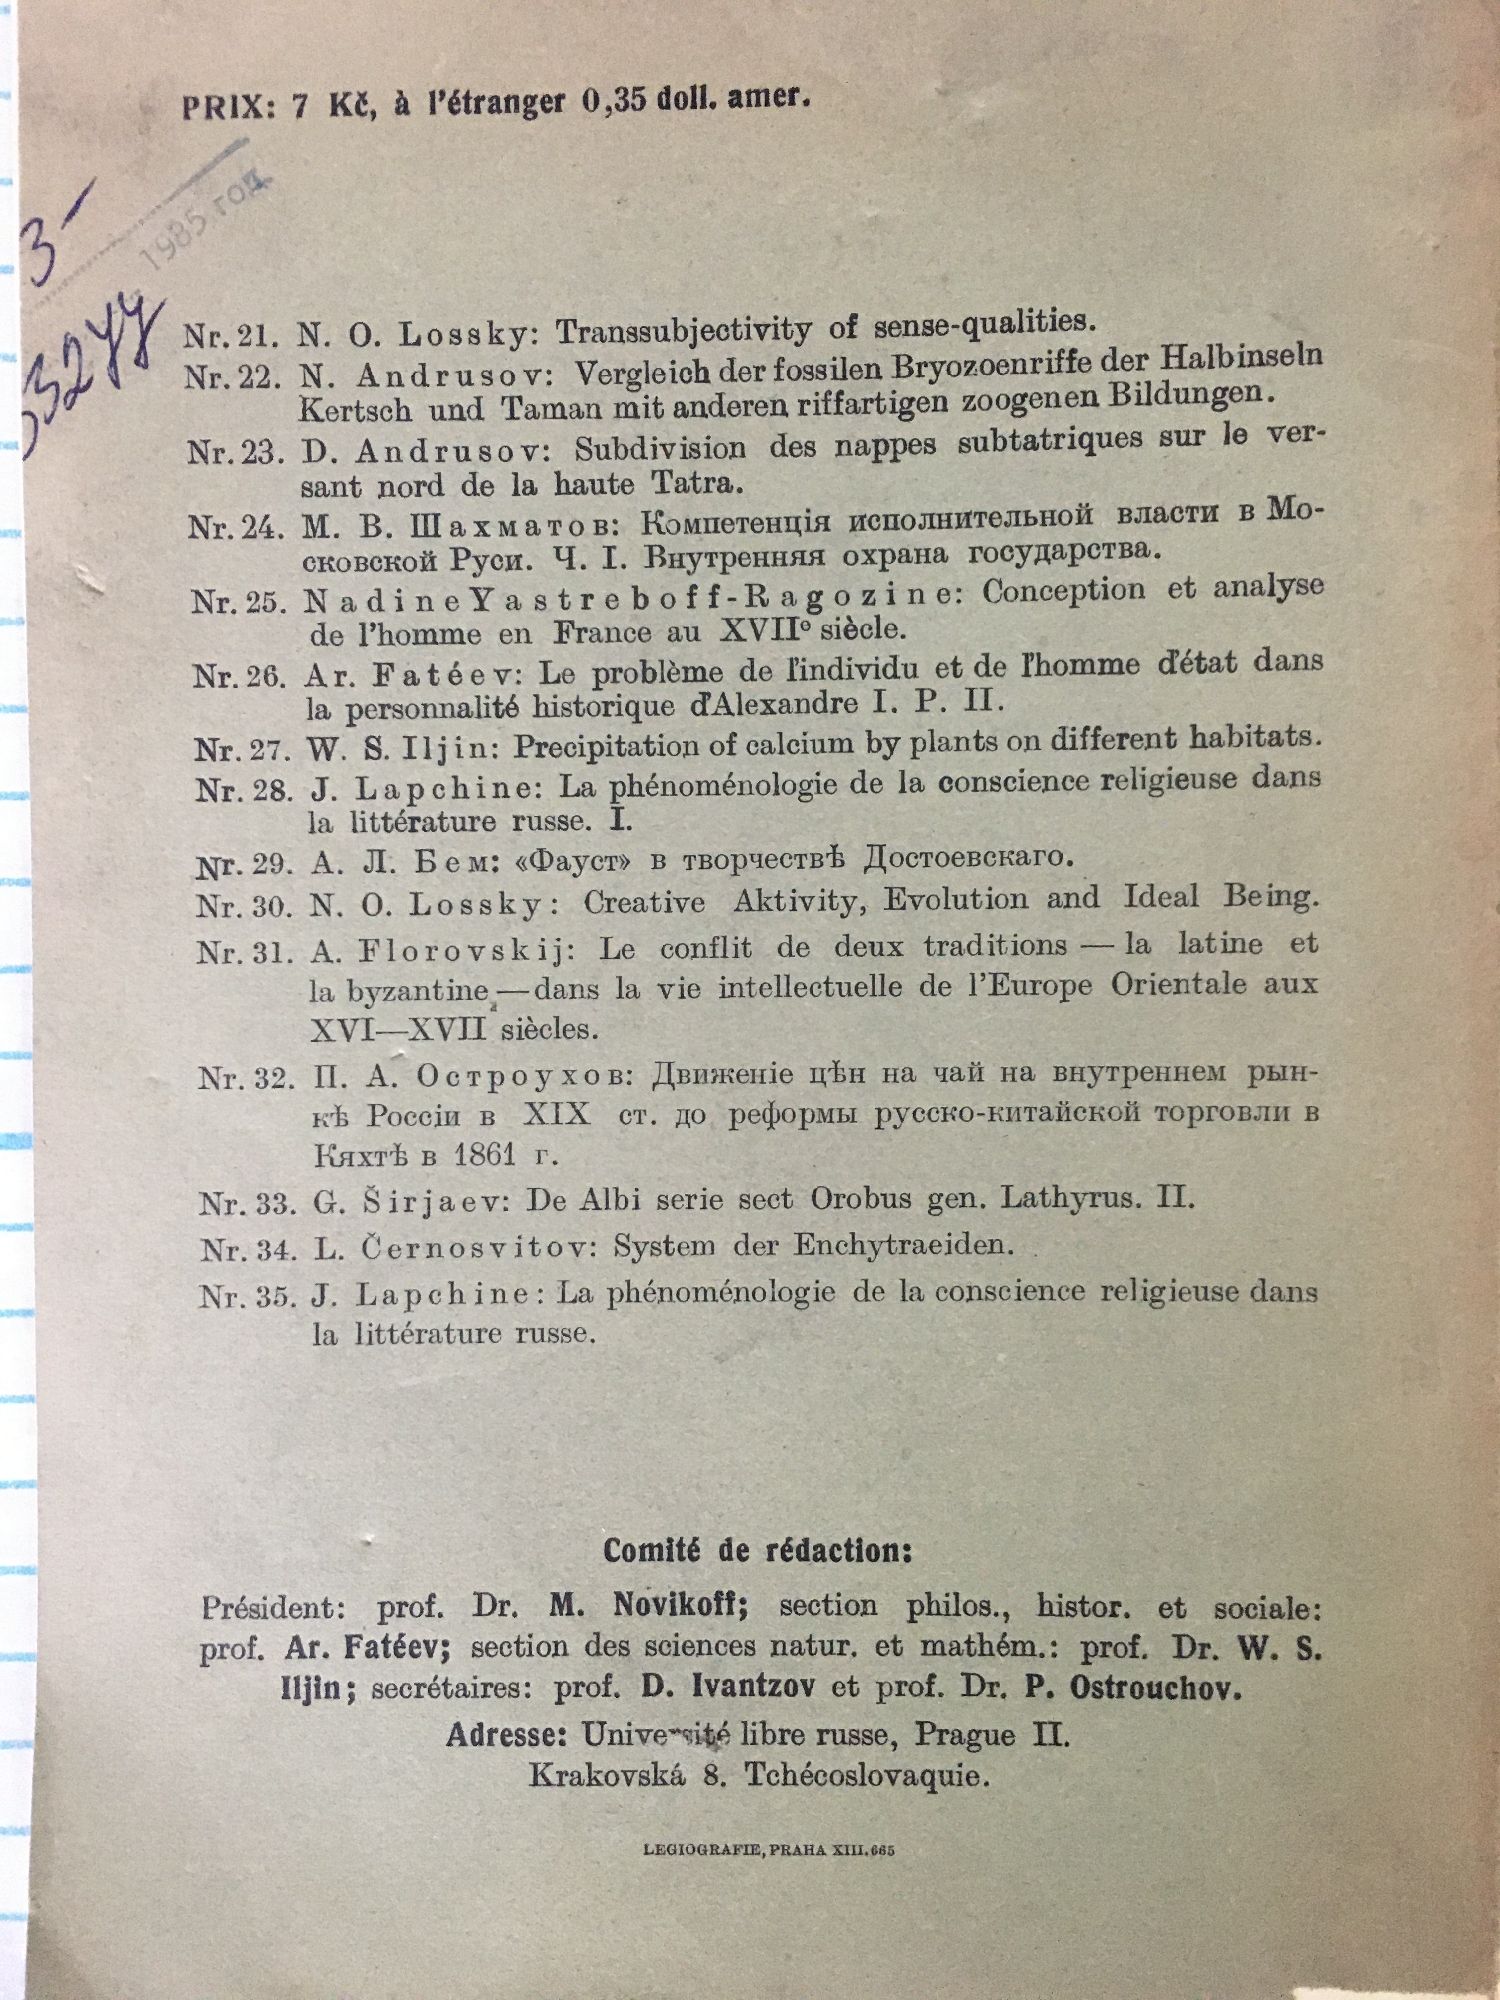 PRIX: 7 Kč, à l'étranger 0,35 doll. amer.
1985 год
3-
Nr. 21. N. O. Lossky: Transsubjectivity of sense-qualities.
Nr. 22. N. Andrusov: Vergleich der fossilen Bryozoenriffe der Halbinseln
Kertsch und Taman mit anderen riffartigen zoogenen Bildungen.
Nr. 23. D. Andrusov: Subdivision des nappes subtatriques sur le ver-
sant nord de la haute Tatra.
Nr. 24. М. В. Шахматов: Компетенція исполнительной власти в Мо-
сковской Руси. Ч. I. Внутренняя охрана государства.
Nr. 25. Nadine Yastreboff-Ragozine: Conception et analyse
de l'homme en France au XVIIe siècle.
Nr. 26. Ar. Fatéev: Le problème de l'individu et de l'homme d'état dans
la personnalité historique d'Alexandre I. P. II.
Nr. 27. W. S. Iljin: Precipitation of calcium by plants on different habitats.
Nr. 28. J. Lapchine: La phénoménologie de la conscience religieuse dans
la littérature russe. I.
Nr. 29. А. Л. Бем: «Фауст» в творчествѣ Достоевскаго.
Nr. 30. N. O. Lossky: Creative Aktivity, Evolution and Ideal Being.
Nr. 31. A. Florovskij: Le conflit de deux traditions — la latine et
la byzantine — dans la vie intellectuelle de l'Europe Orientale aux
XVI—XVII siècles.
Nr. 32. П. А. Остроухов: Движеніе цѣн на чай на внутреннем рын-
кѣ Россіи в XIX ст. до реформы русско-китайской торговли в
Кяхтѣ в 1861 г.
Nr. 33. G. Širjaev: De Albi serie sect Orobus gen. Lathyrus. II.
Nr. 34. L. Černosvitov: System der Enchytraeiden.
Nr. 35. J. Lapchine: La phénoménologie de la conscience religieuse dans
la littérature russe.
Comité de rédaction:
Président: prof. Dr. M. Novikoff; section philos., histor. et sociale:
prof. Ar. Fatéev; section des sciences natur. et mathém.: prof. Dr. W. S.
Iljin; secrétaires: prof. D. Ivantzov et prof. Dr. P. Ostrouchov.
Adresse: Université libre russe, Prague II.
Krakovská 8. Tchécoslovaquie.
LEGIOGRAFIE, PRAHA XIII. 665